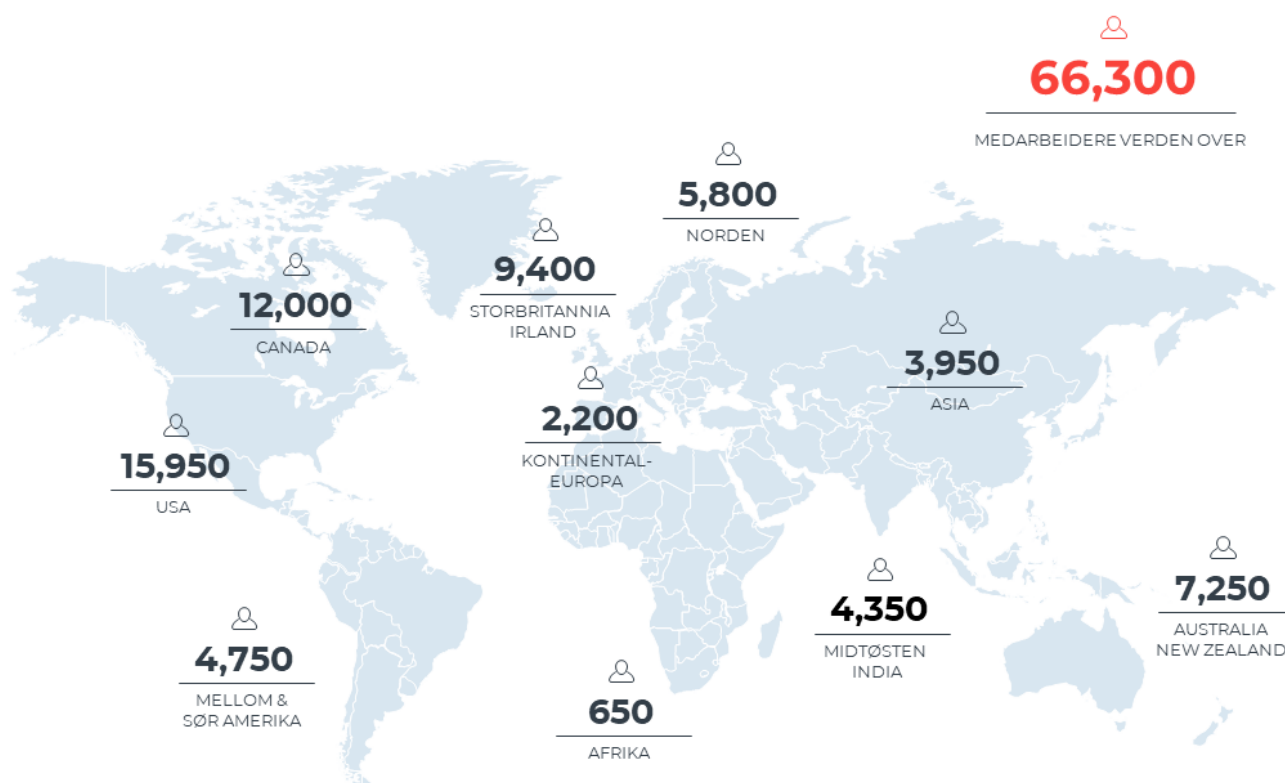 66,300
MEDARBEIDERE VERDEN OVER
5,800
NORDEN
9,400
STORBRITANNIA
IRLAND
12,000
CANADA
3,950
ASIA
2,200
KONTINENTAL-
EUROPA
15,950
USA
7,250
AUSTRALIA
NEW ZEALAND
4,350
MIDTØSTEN
INDIA
4,750
MELLOM &
SØR AMERIKA
650
AFRIKA